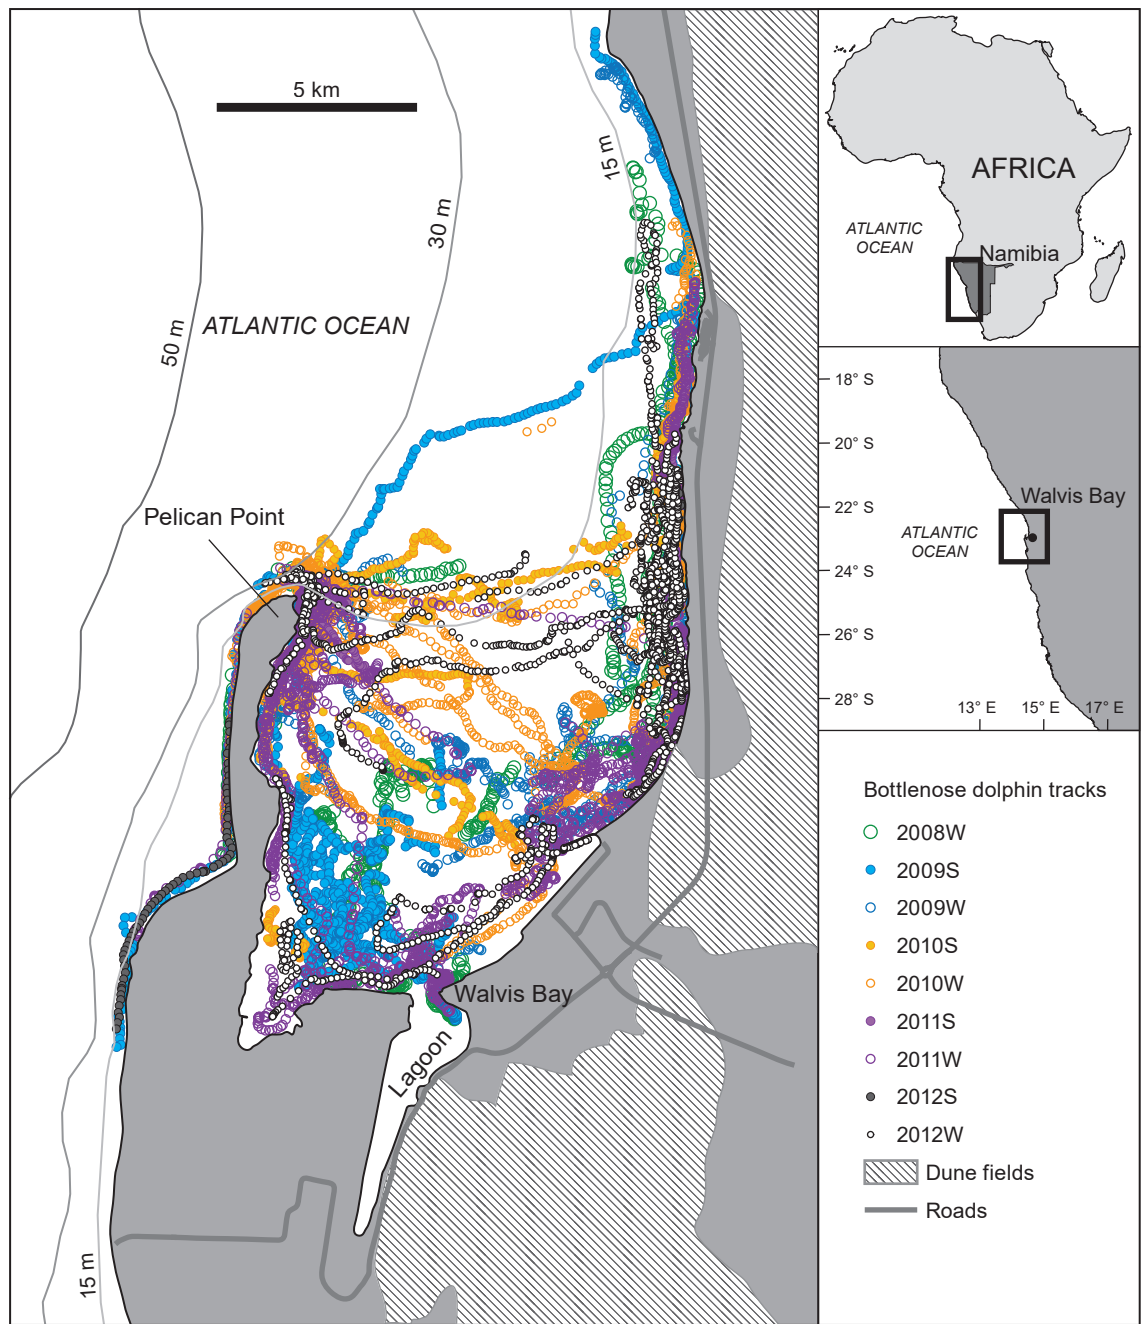 5 km
15 m
30 m
50 m
ATLANTIC OCEAN
Pelican Point
Walvis Bay
Lagoon
15 m
AFRICA
ATLANTIC
OCEAN
Namibia
18° S
20° S
22° S
24° S
26° S
28° S
Walvis Bay
ATLANTIC
OCEAN
13° E
15° E
17° E
Bottlenose dolphin tracks
2008W
2009S
2009W
2010S
2010W
2011S
2011W
2012S
2012W
Dune fields
Roads